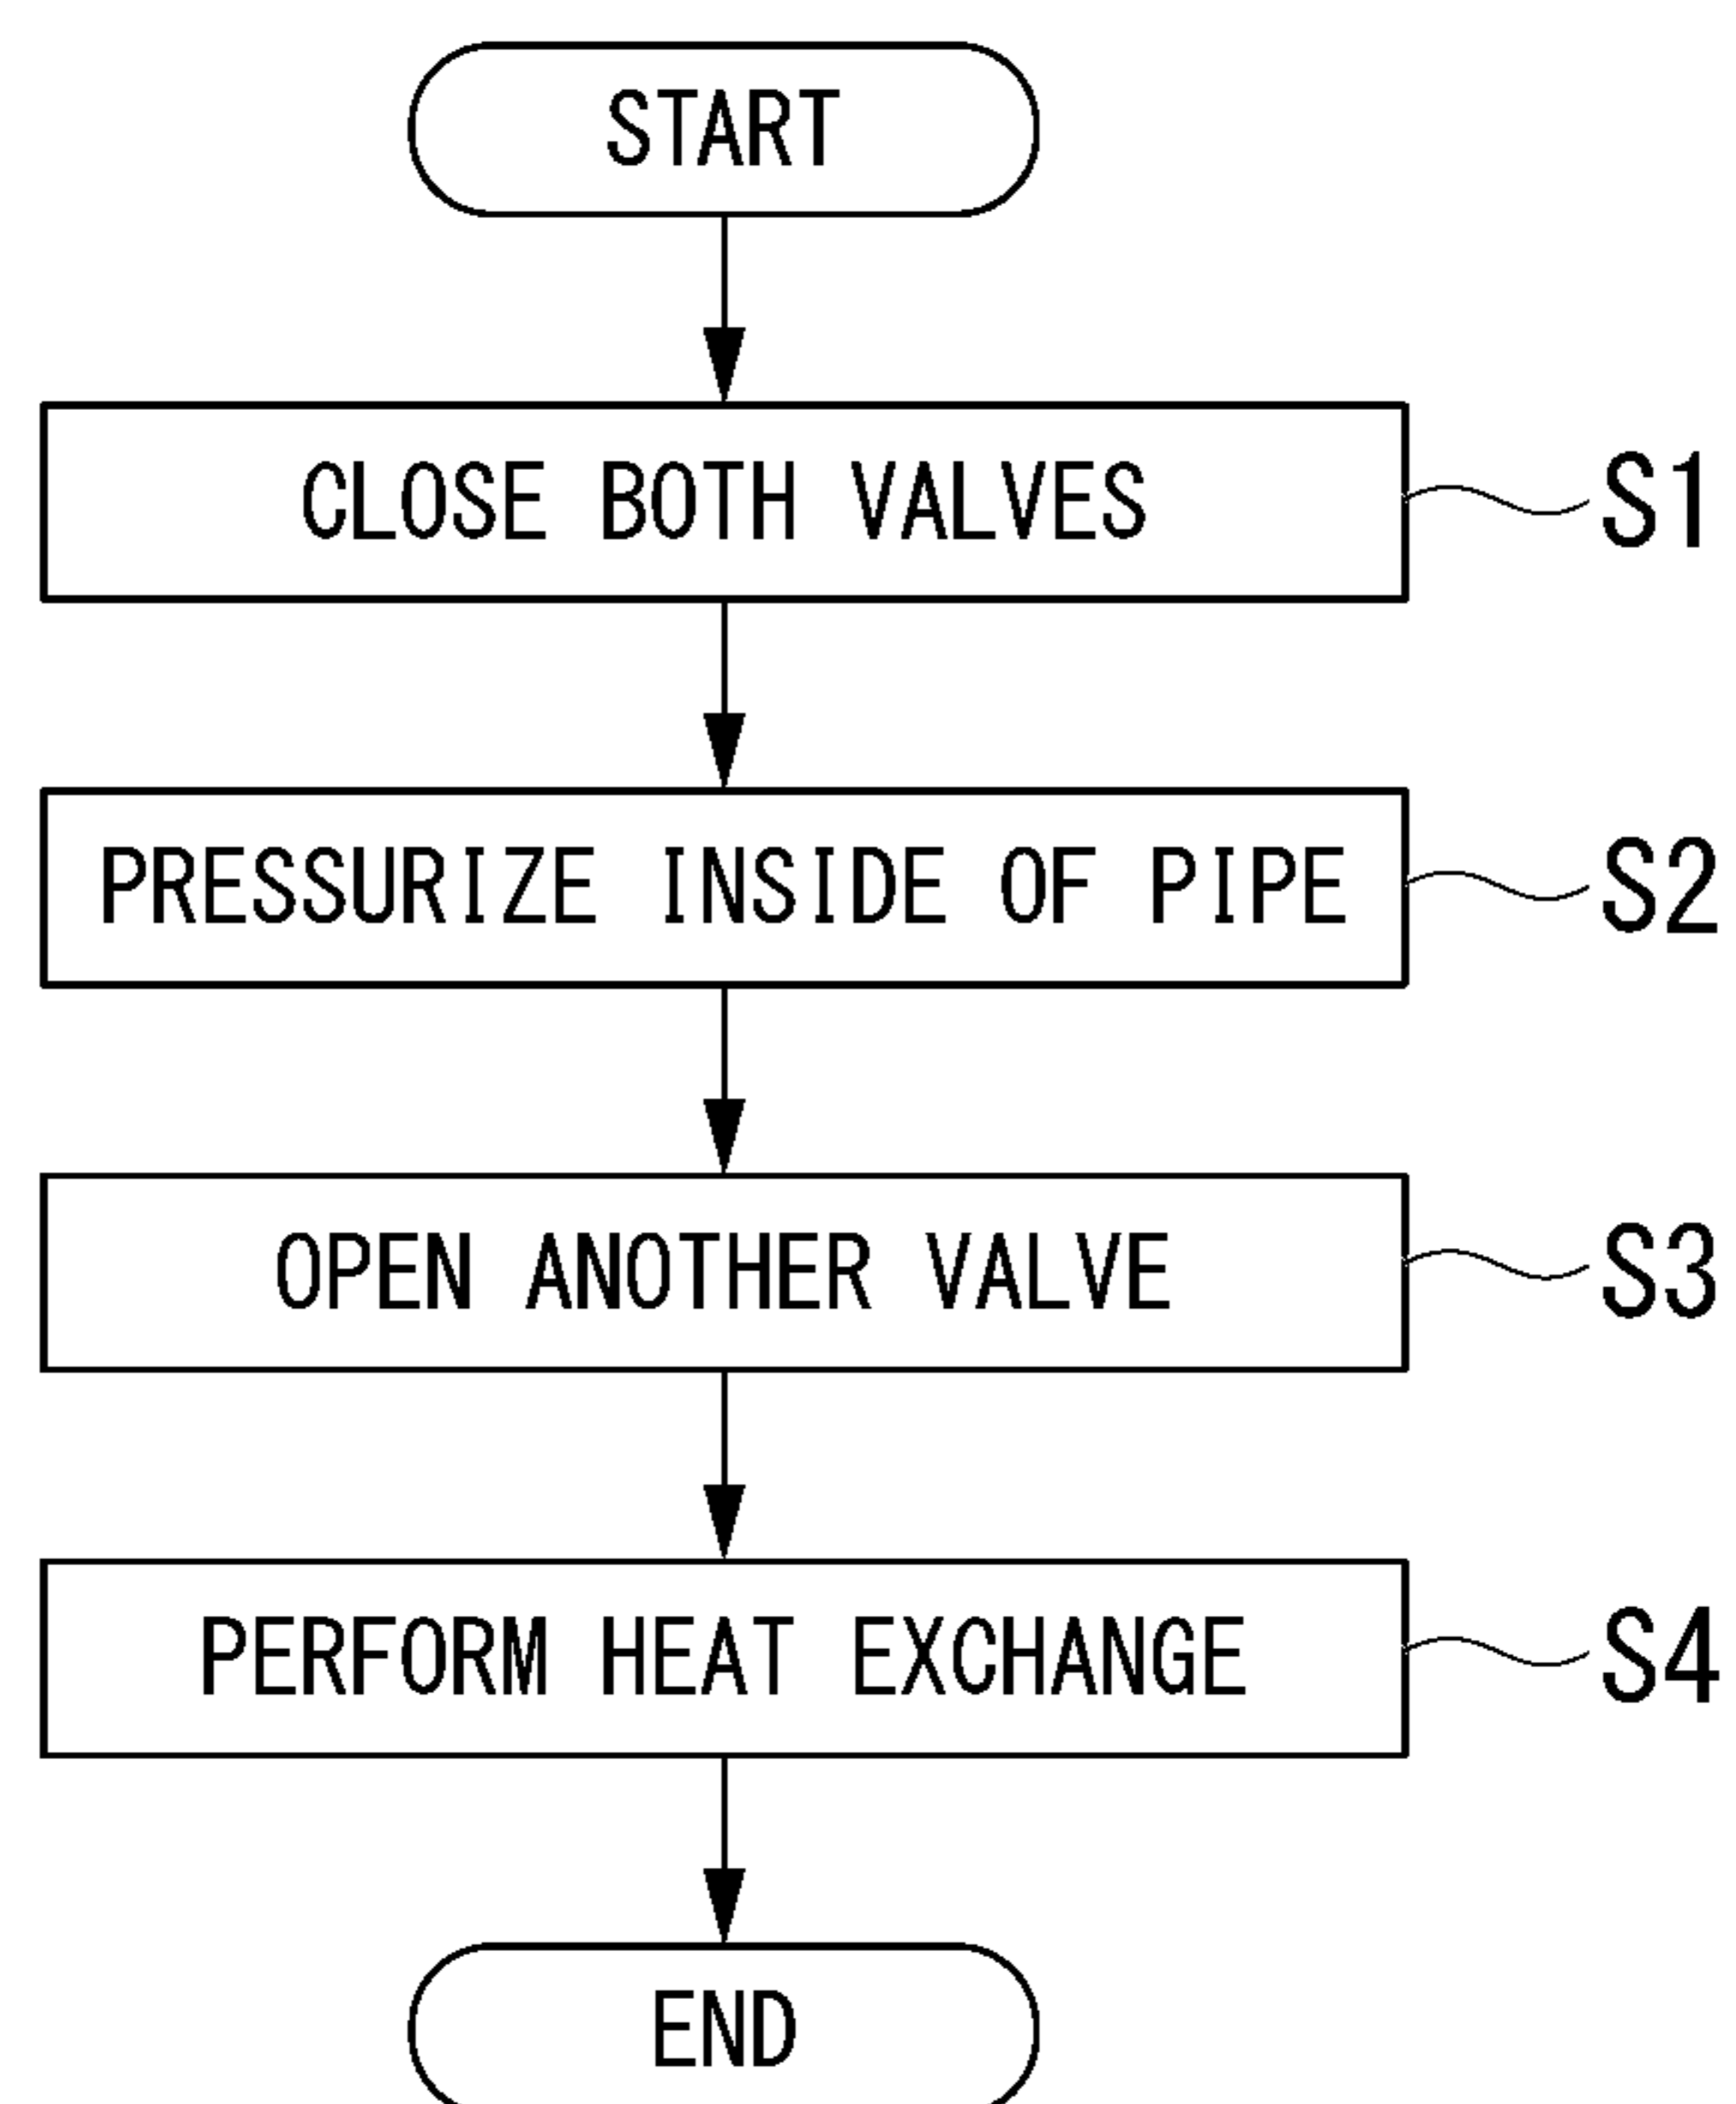 START
CLOSE BOTH VALVES
S1
PRESSURIZE INSIDE OF PIPE
S2
OPEN ANOTHER VALVE
S3
PERFORM HEAT EXCHANGE
S4
END